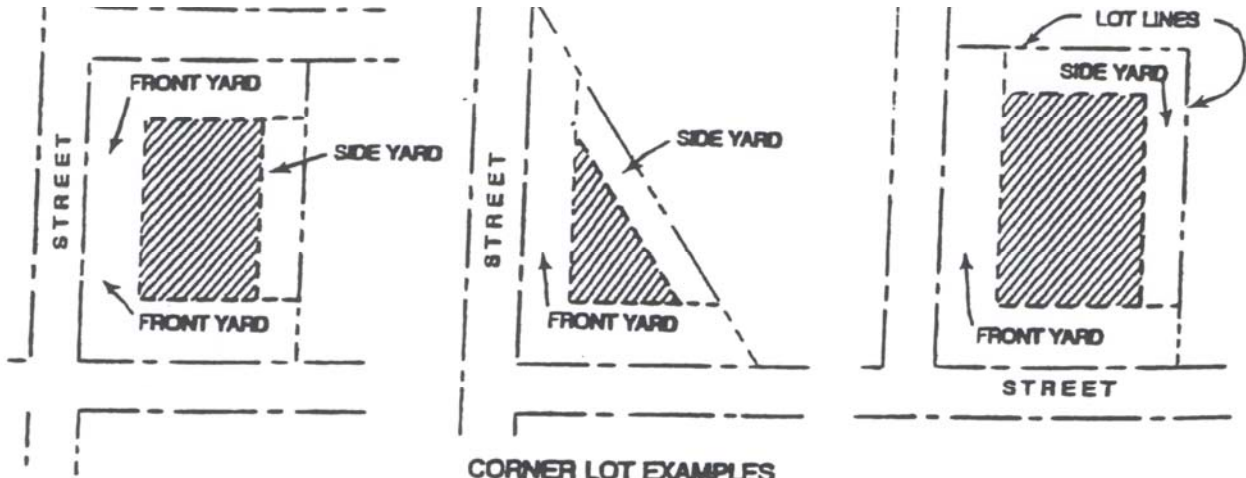 FRONT YARD
SIDE YARD
STREET
FRONT YARD
SIDE YARD
STREET
FRONT YARD
LOT LINES
SIDE YARD
FRONT YARD
STREET
CORNER LOT EXAMPLES